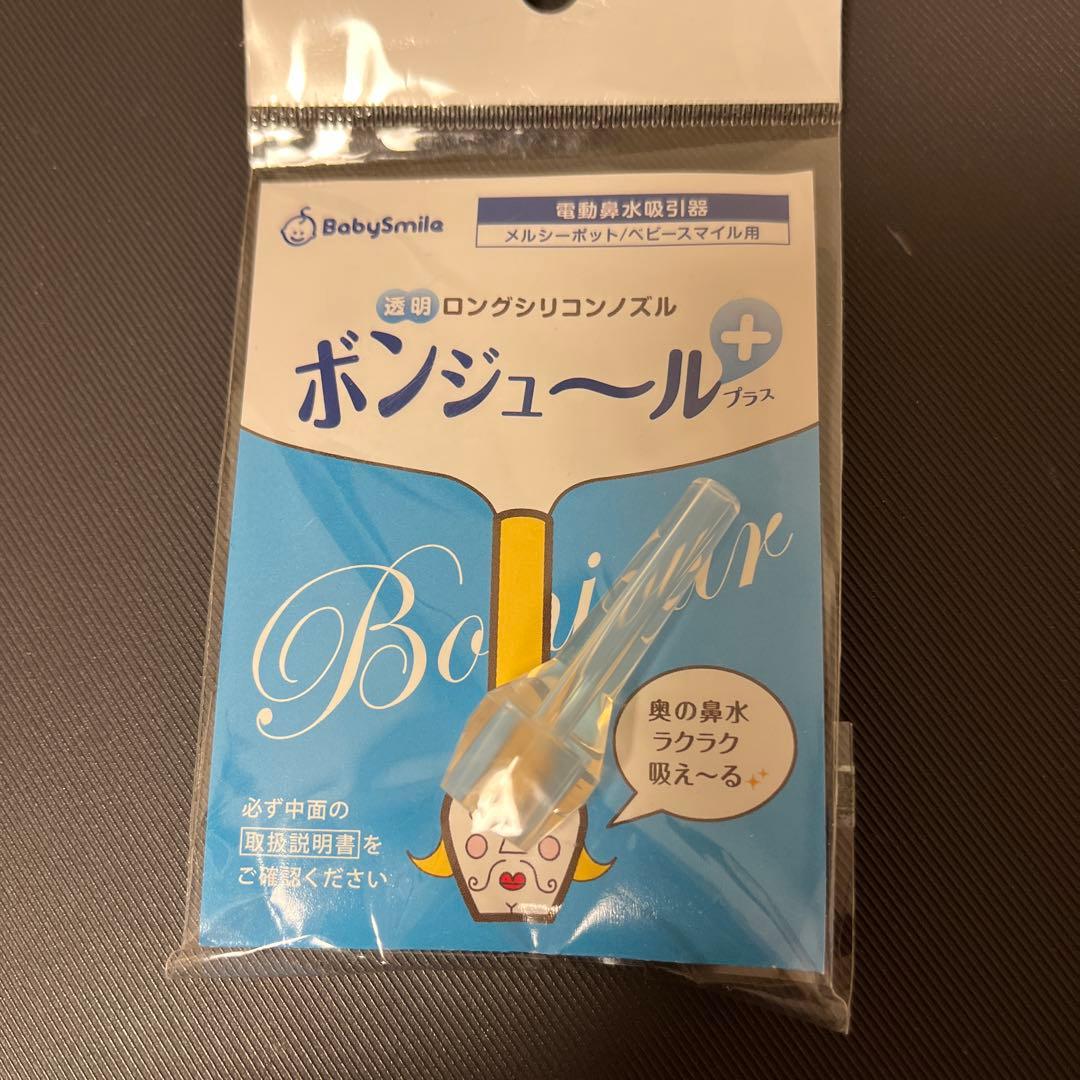 BabySmile
電動鼻水吸引器
メルシーポット/ベビースマイル用
透明 ロングシリコンノズル
ボンジュ〜ル+
プラス
Bonjour
奥の鼻水
ラクラク
吸え〜る
必ず中面の
取扱説明書を
ご確認ください